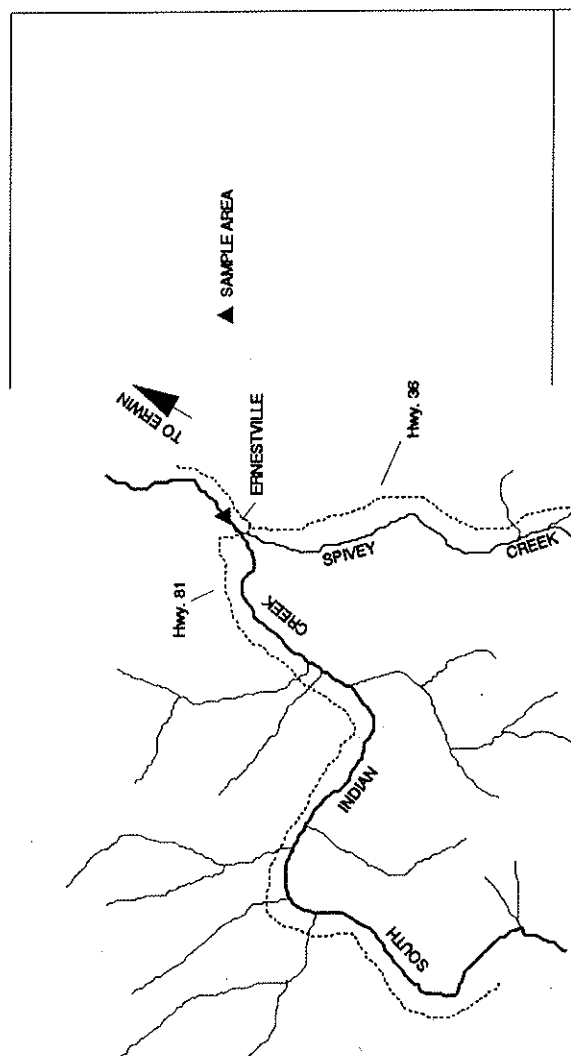 TO ERWIN
SAMPLE AREA
ERNESTVILLE
Hwy. 36
Hwy. 81
SPIVEY
CREEK
SOUTH
INDIAN
CREEK